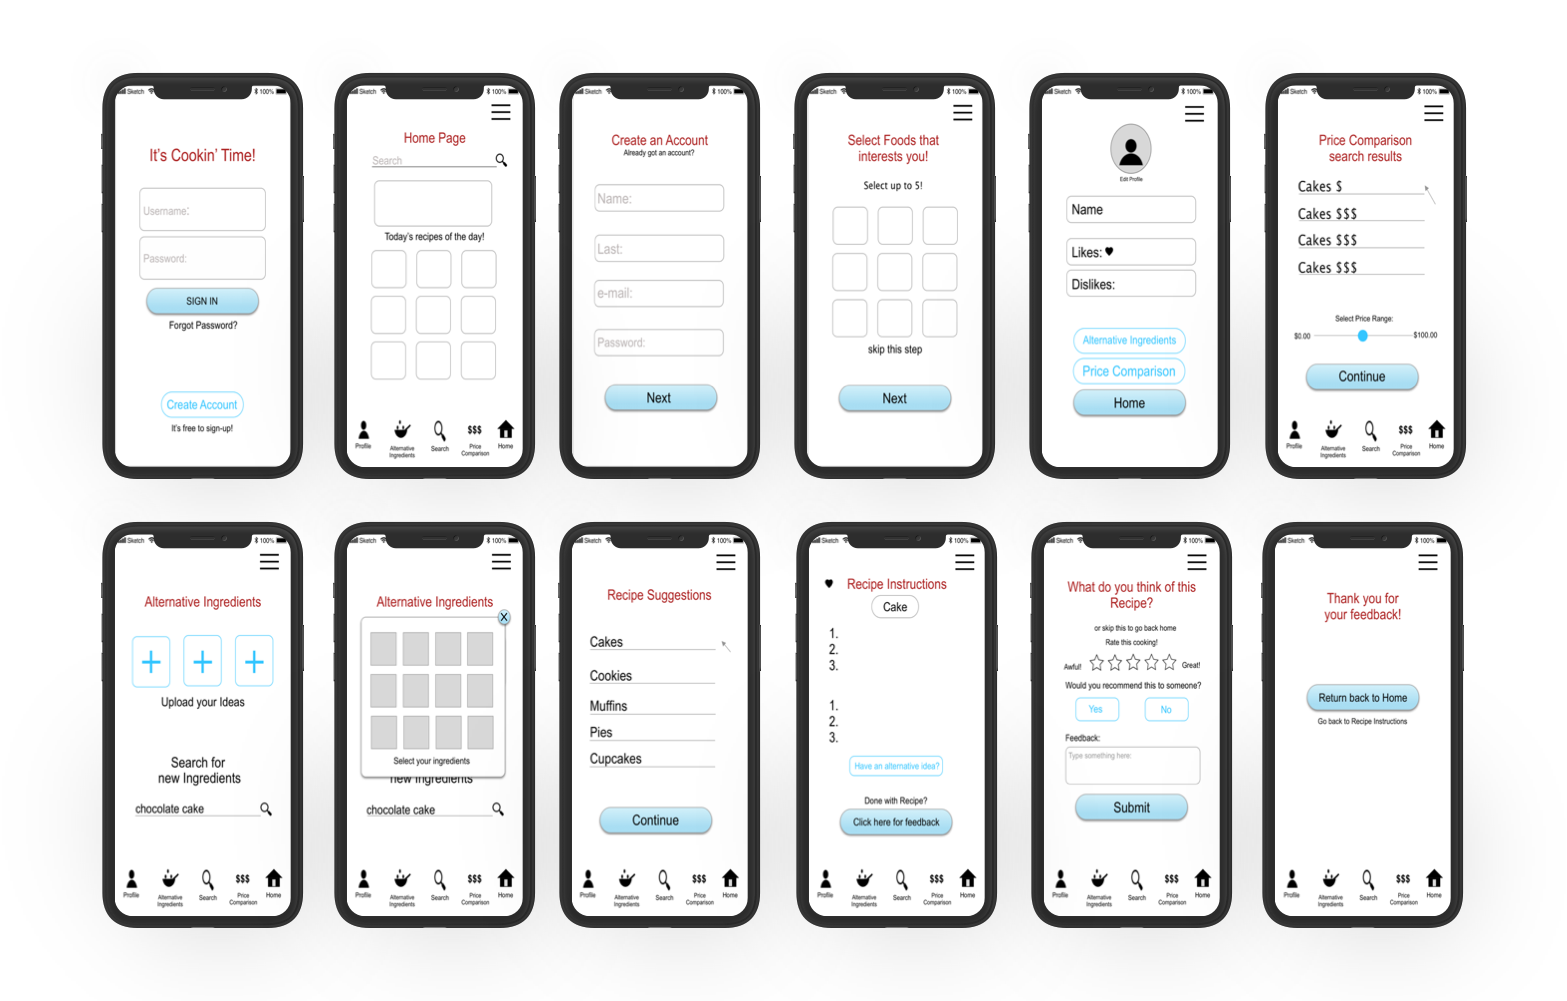 Sketch 100%
It's Cookin' Time!
Username:
Password:
SIGN IN
Forgot Password?
Create Account
It's free to sign-up!
Sketch 100%
Home Page
Search
Today's recipes of the day!
Profile
Alternative
Ingredients
Search
$$$
Price
Comparison
Home
Sketch 100%
Create an Account
Already got an account?
Name:
Last:
e-mail:
Password:
Next
Sketch 100%
Select Foods that
interests you!
Select up to 5!
skip this step
Next
Sketch 100%
Edit Profile
Name
Likes:
Dislikes:
Alternative Ingredients
Price Comparison
Home
Sketch 100%
Price Comparison
search results
Cakes $
Cakes $$$
Cakes $$$
Cakes $$$
Select Price Range:
$0.00 $100.00
Continue
Profile
Alternative
Ingredients
Search
$$$
Price
Comparison
Home
Sketch 100%
Alternative Ingredients
Upload your Ideas
Search for
new Ingredients
chocolate cake
Profile
Alternative
Ingredients
Search
$$$
Price
Comparison
Home
Sketch 100%
Alternative Ingredients
X
Select your ingredients
new Ingredients
chocolate cake
Profile
Alternative
Ingredients
Search
$$$
Price
Comparison
Home
Sketch 100%
Recipe Suggestions
Cakes
Cookies
Muffins
Pies
Cupcakes
Continue
Profile
Alternative
Ingredients
Search
$$$
Price
Comparison
Home
Sketch 100%
Recipe Instructions
Cake
1.
2.
3.
1.
2.
3.
Have an alternative idea?
Done with Recipe?
Click here for feedback
Profile
Alternative
Ingredients
Search
$$$
Price
Comparison
Home
Sketch 100%
What do you think of this
Recipe?
or skip this to go back home
Rate this cooking!
Awful! Great!
Would you recommend this to someone?
Yes No
Feedback:
Type something here:
Submit
Profile
Alternative
Ingredients
Search
$$$
Price
Comparison
Home
Sketch 100%
Thank you for
your feedback!
Return back to Home
Go back to Recipe Instructions
Profile
Alternative
Ingredients
Search
$$$
Price
Comparison
Home